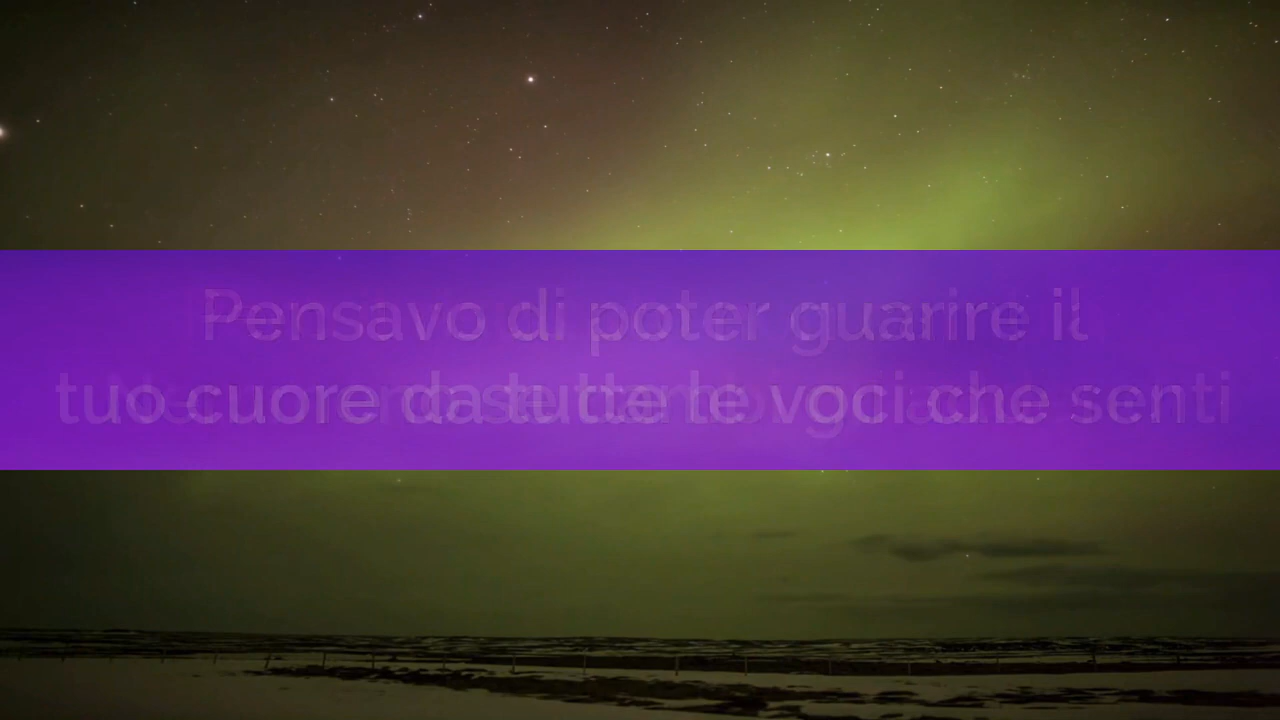 Pensavo di poter guarire il
tuo cuore da tutte le voci che senti